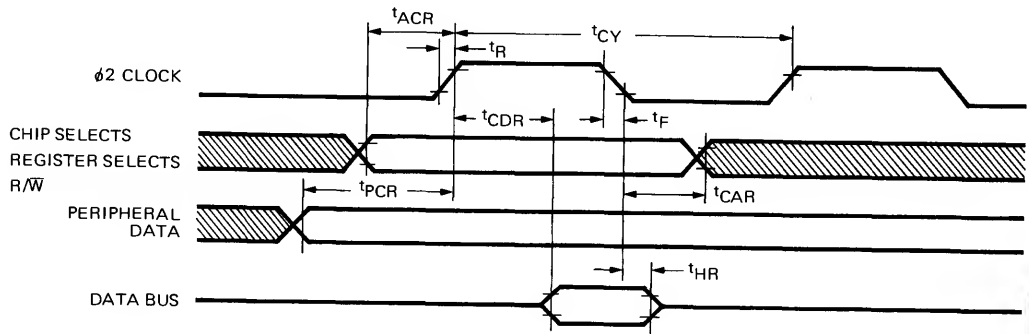 tACR
tCY
tR
ϕ2 CLOCK
tCDR
tF
CHIP SELECTS
REGISTER SELECTS
R/W̅
tPCR
tCAR
PERIPHERAL
DATA
tHR
DATA BUS